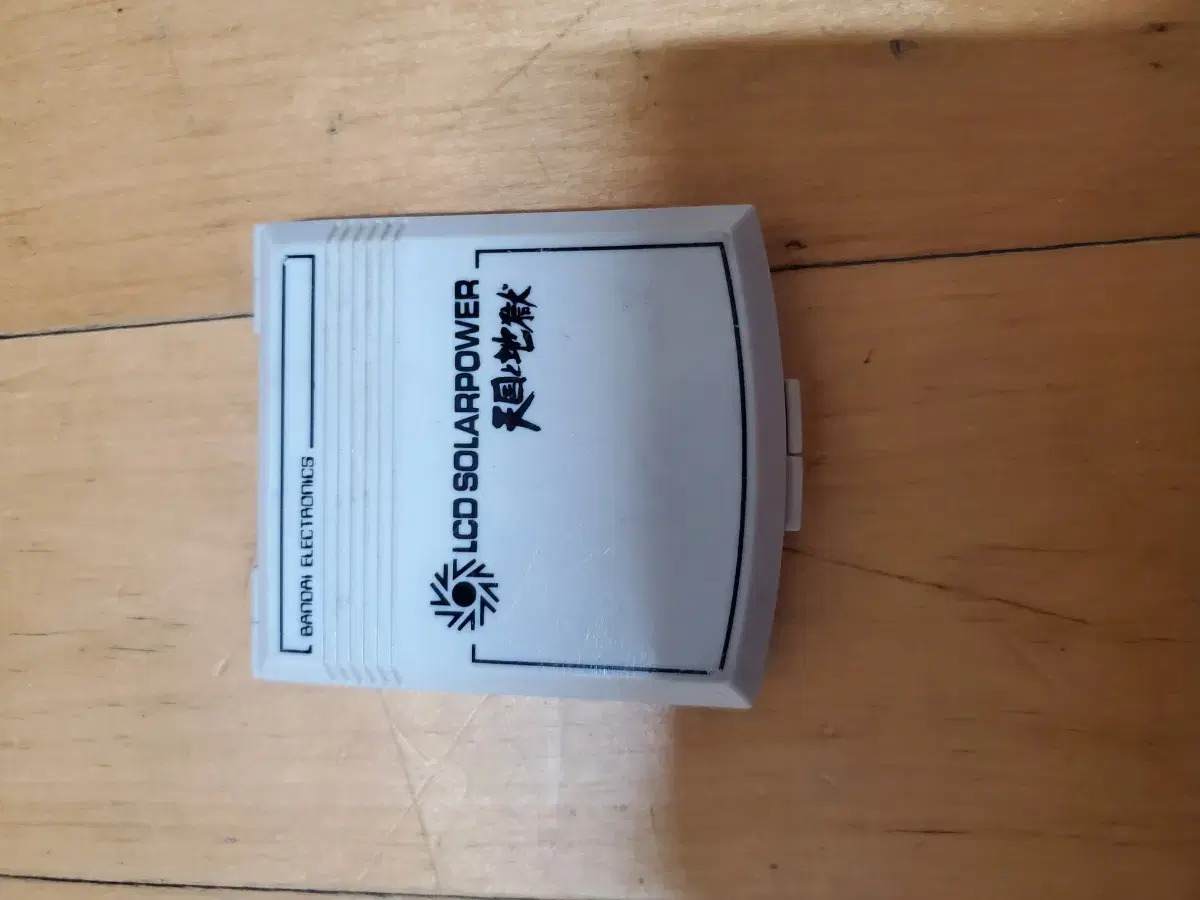 BANDAI ELECTRONICS
LCD SOLARPOWER
天国と地獄